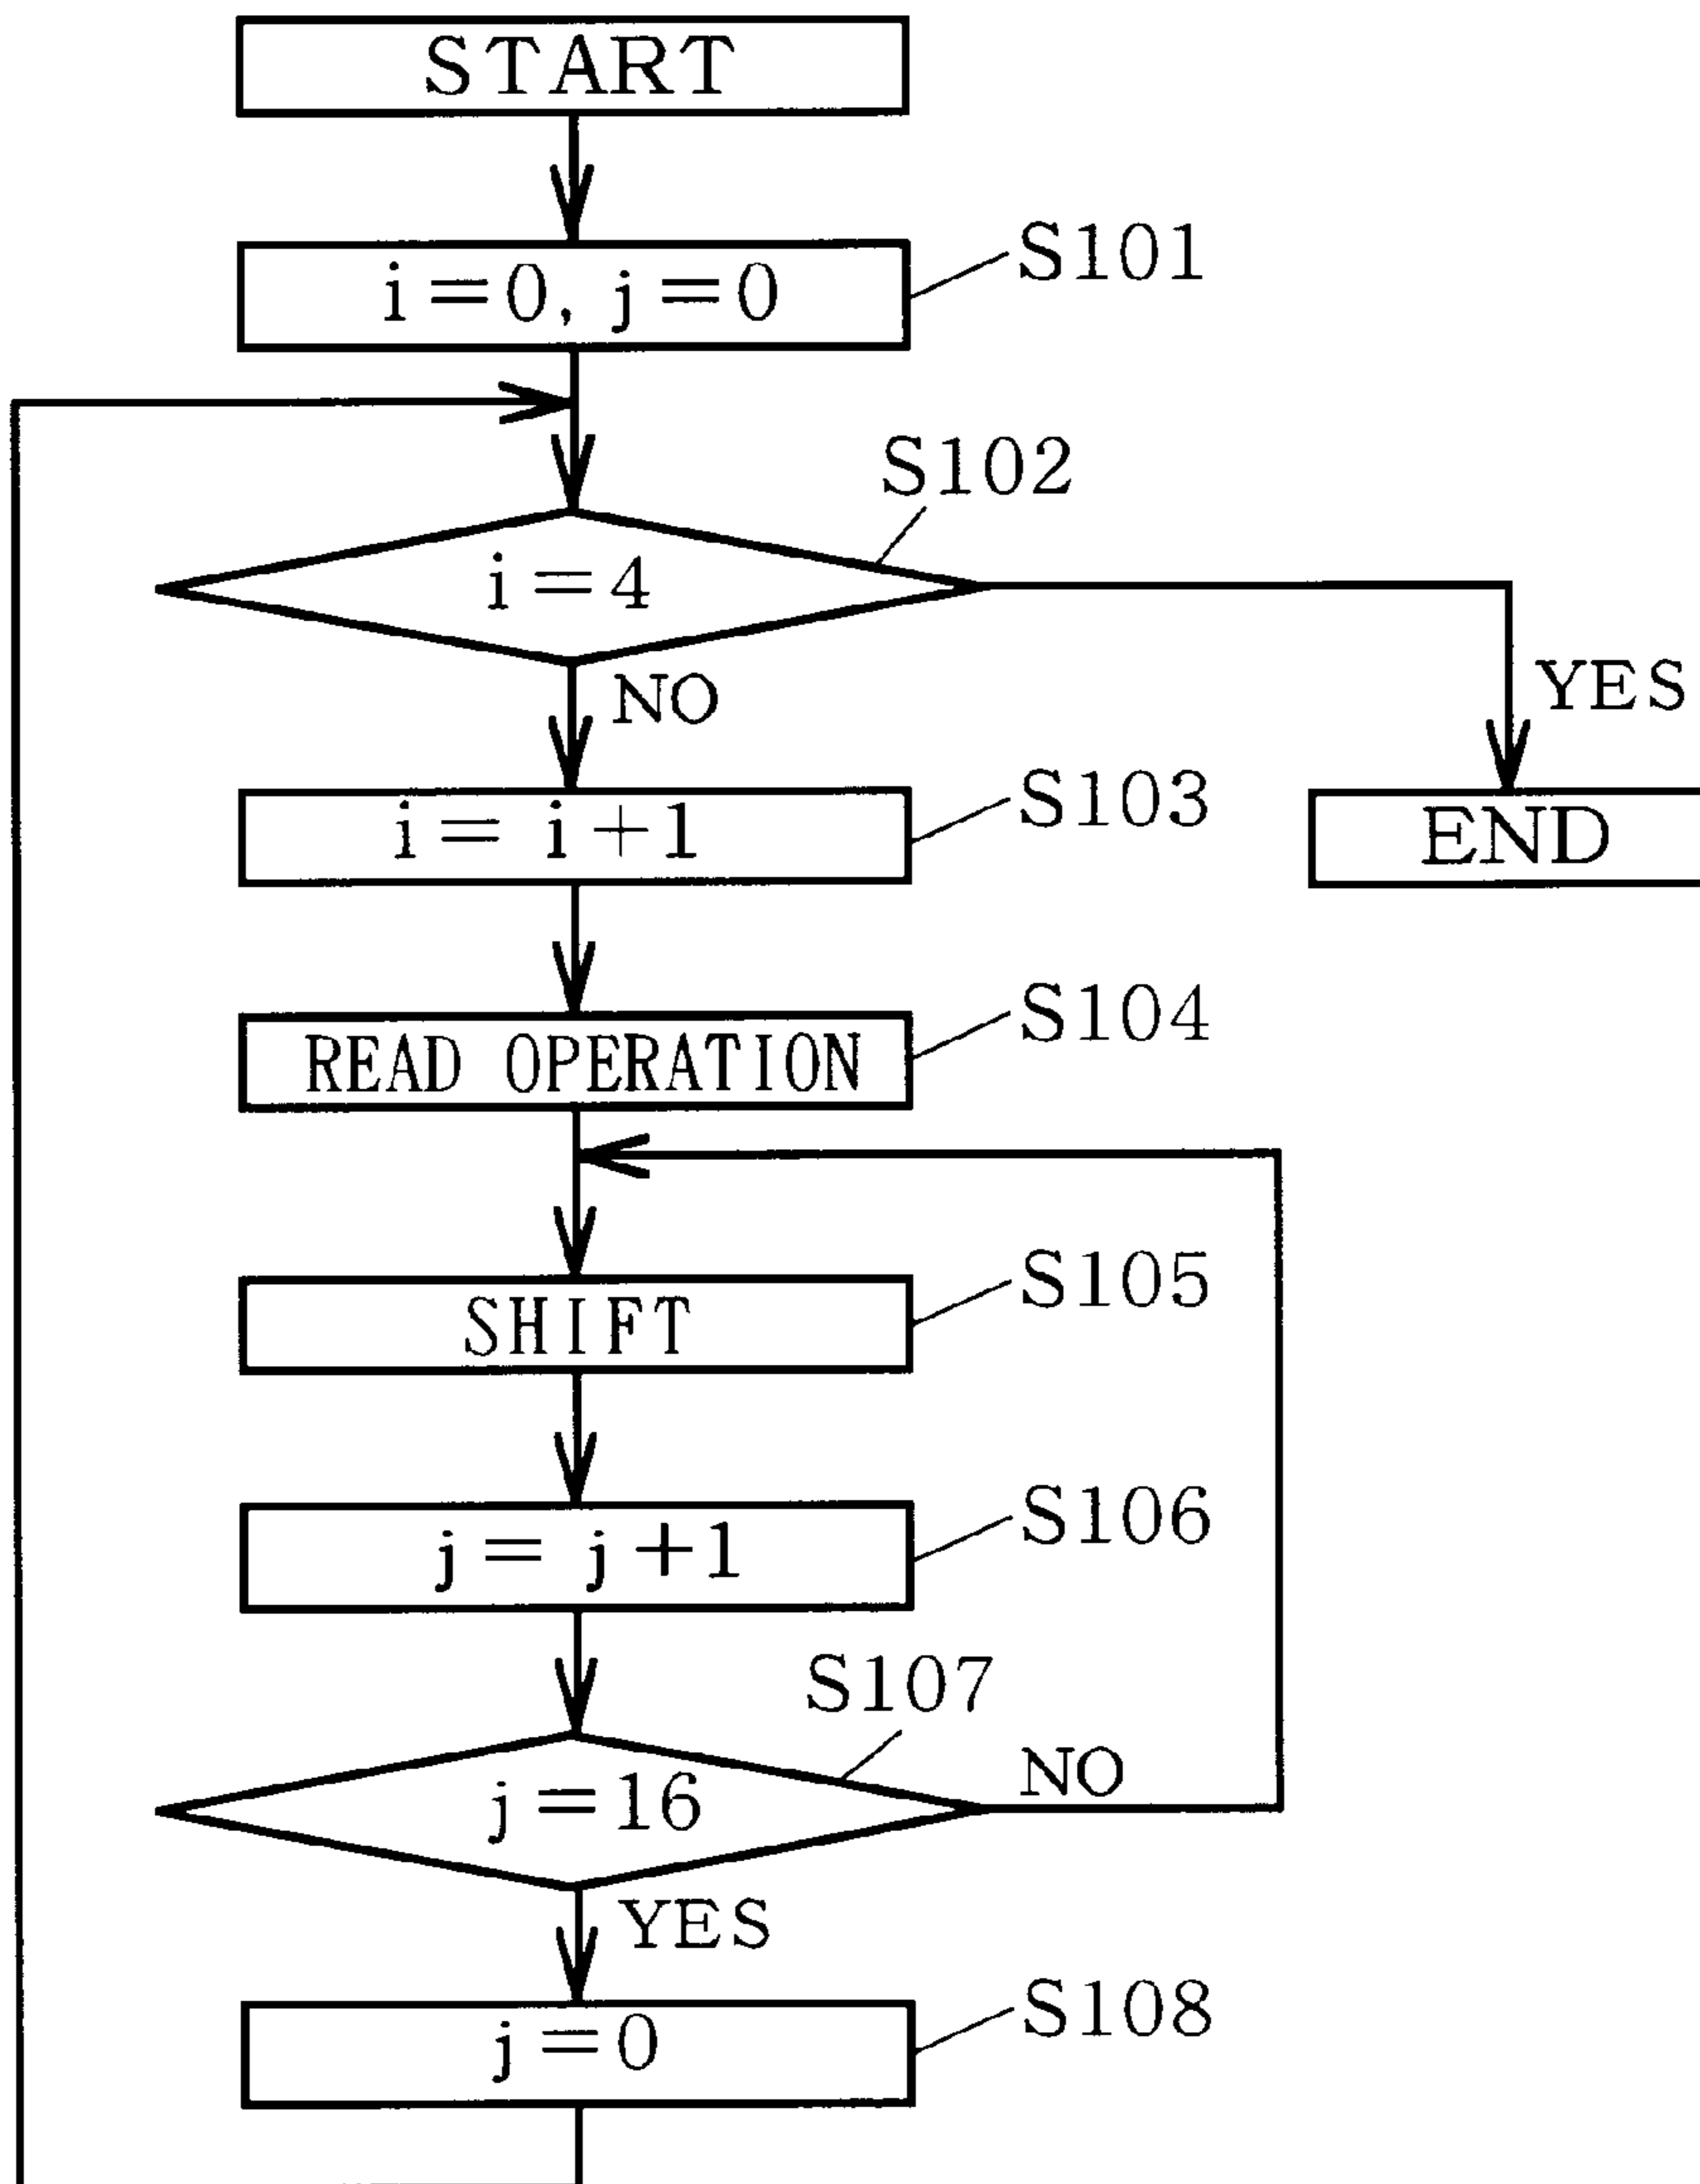 START
i=0, j=0
S101
S102
i=4
NO
YES
i= i+1
S103
END
READ OPERATION
S104
SHIFT
S105
j= j+1
S106
S107
j=16
NO
YES
j=0
S108